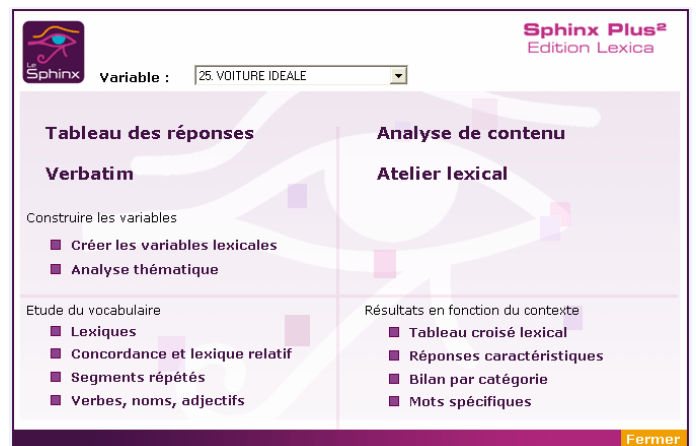 Sphinx Plus²
Edition Lexica
Le
Sphinx
Variable :
25. VOITURE IDEALE
Tableau des réponses
Analyse de contenu
Verbatim
Atelier lexical
Construire les variables
Créer les variables lexicales
Analyse thématique
Etude du vocabulaire
Lexiques
Concordance et lexique relatif
Segments répétés
Verbes, noms, adjectifs
Résultats en fonction du contexte
Tableau croisé lexical
Réponses caractéristiques
Bilan par catégorie
Mots spécifiques
Fermer